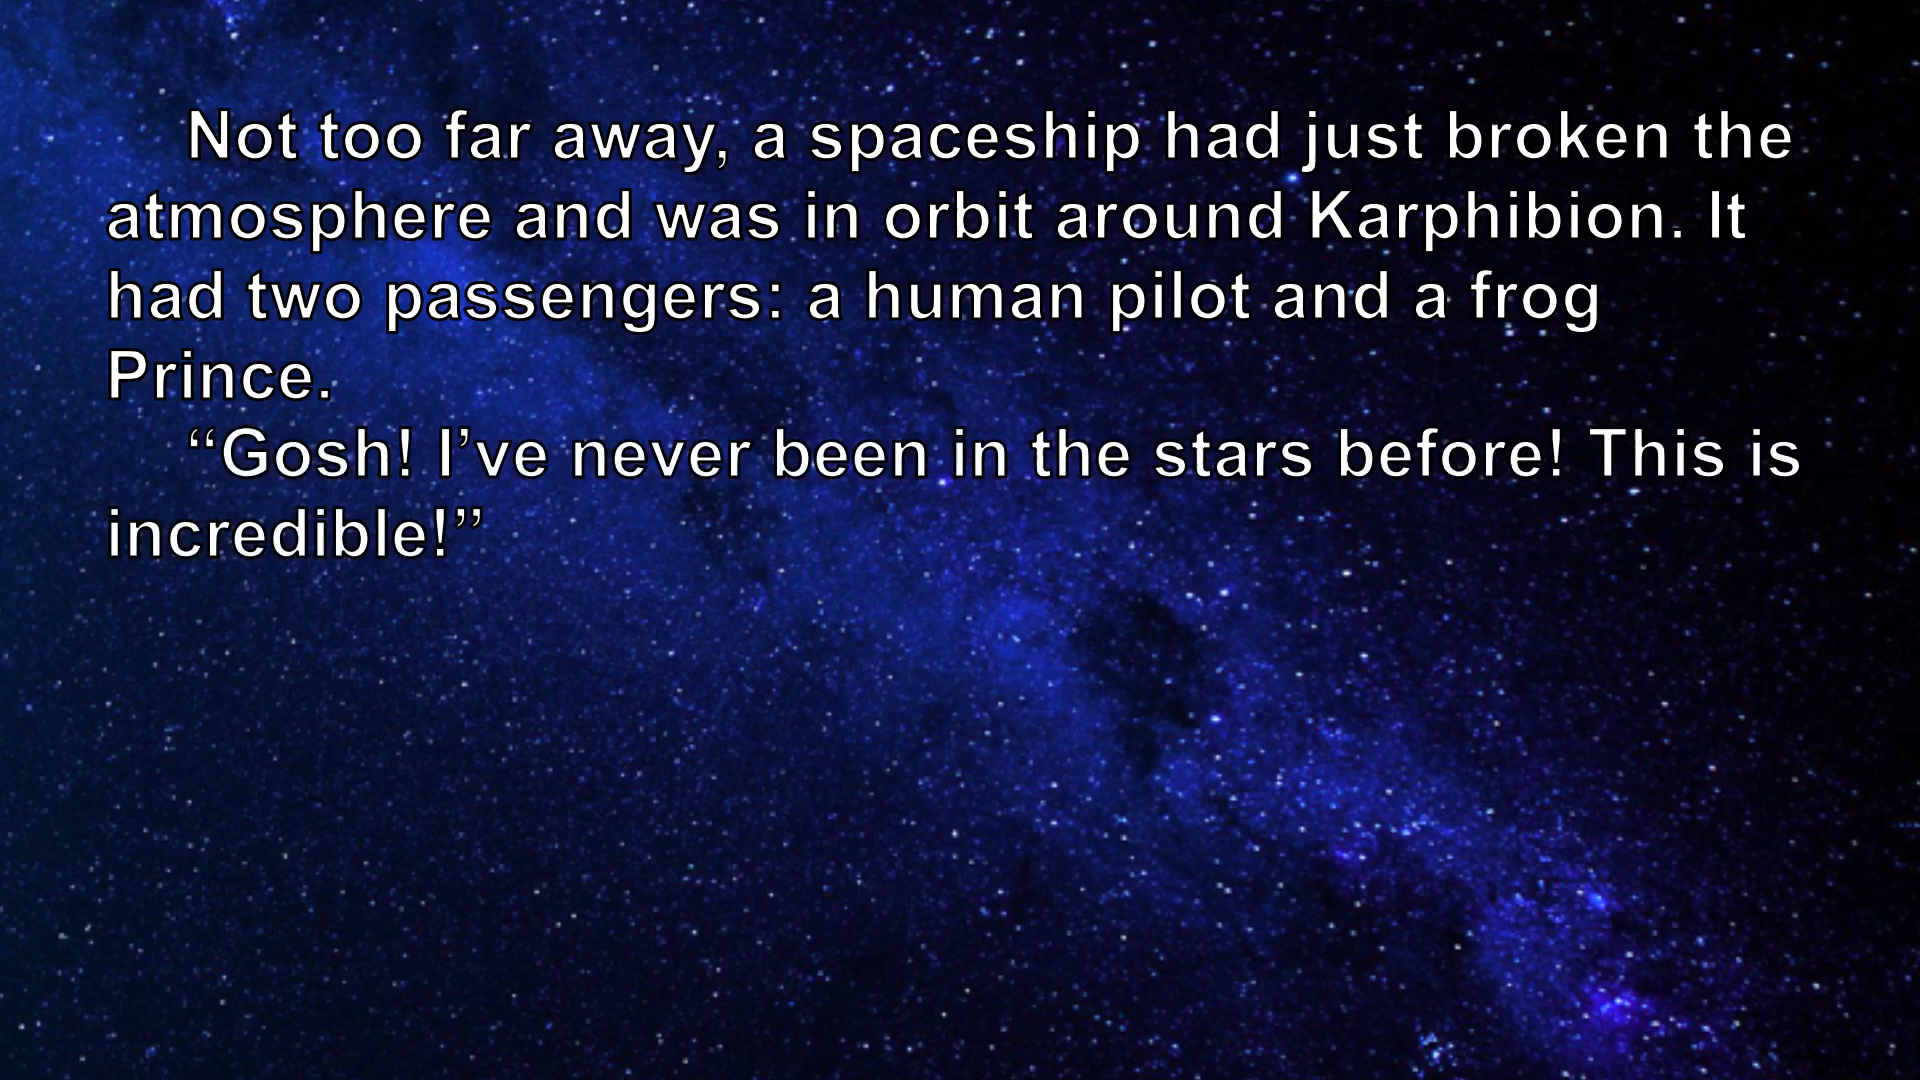 Not too far away, a spaceship had just broken the
atmosphere and was in orbit around Karphibion. It
had two passengers: a human pilot and a frog
Prince.
“Gosh! I’ve never been in the stars before! This is
incredible!”